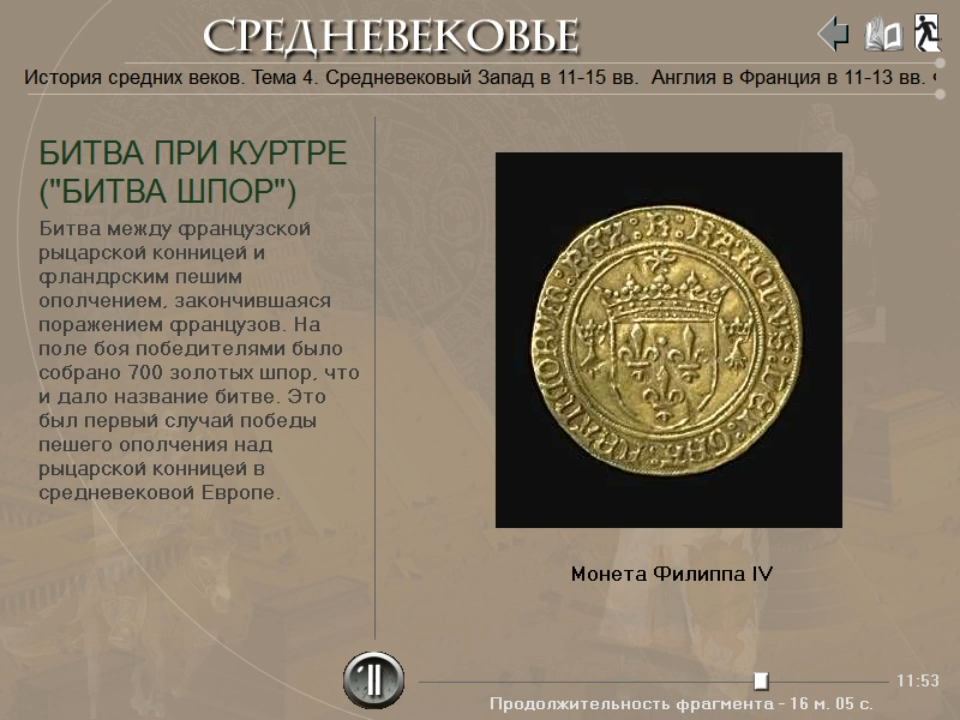 СРЕДНЕВЕКОВЬЕ
История средних веков. Тема 4. Средневековый Запад в 11-15 вв. Англия в Франция в 11-13 вв.
БИТВА ПРИ КУРТРЕ
("БИТВА ШПОР")
Битва между французской
рыцарской конницей и
фландрским пешим
ополчением, закончившаяся
поражением французов. На
поле боя победителями было
собрано 700 золотых шпор, что
и дало название битве. Это
был первый случай победы
пешего ополчения над
рыцарской конницей в
средневековой Европе.
Монета Филиппа IV
11:53
Продолжительность фрагмента - 16 м. 05 с.